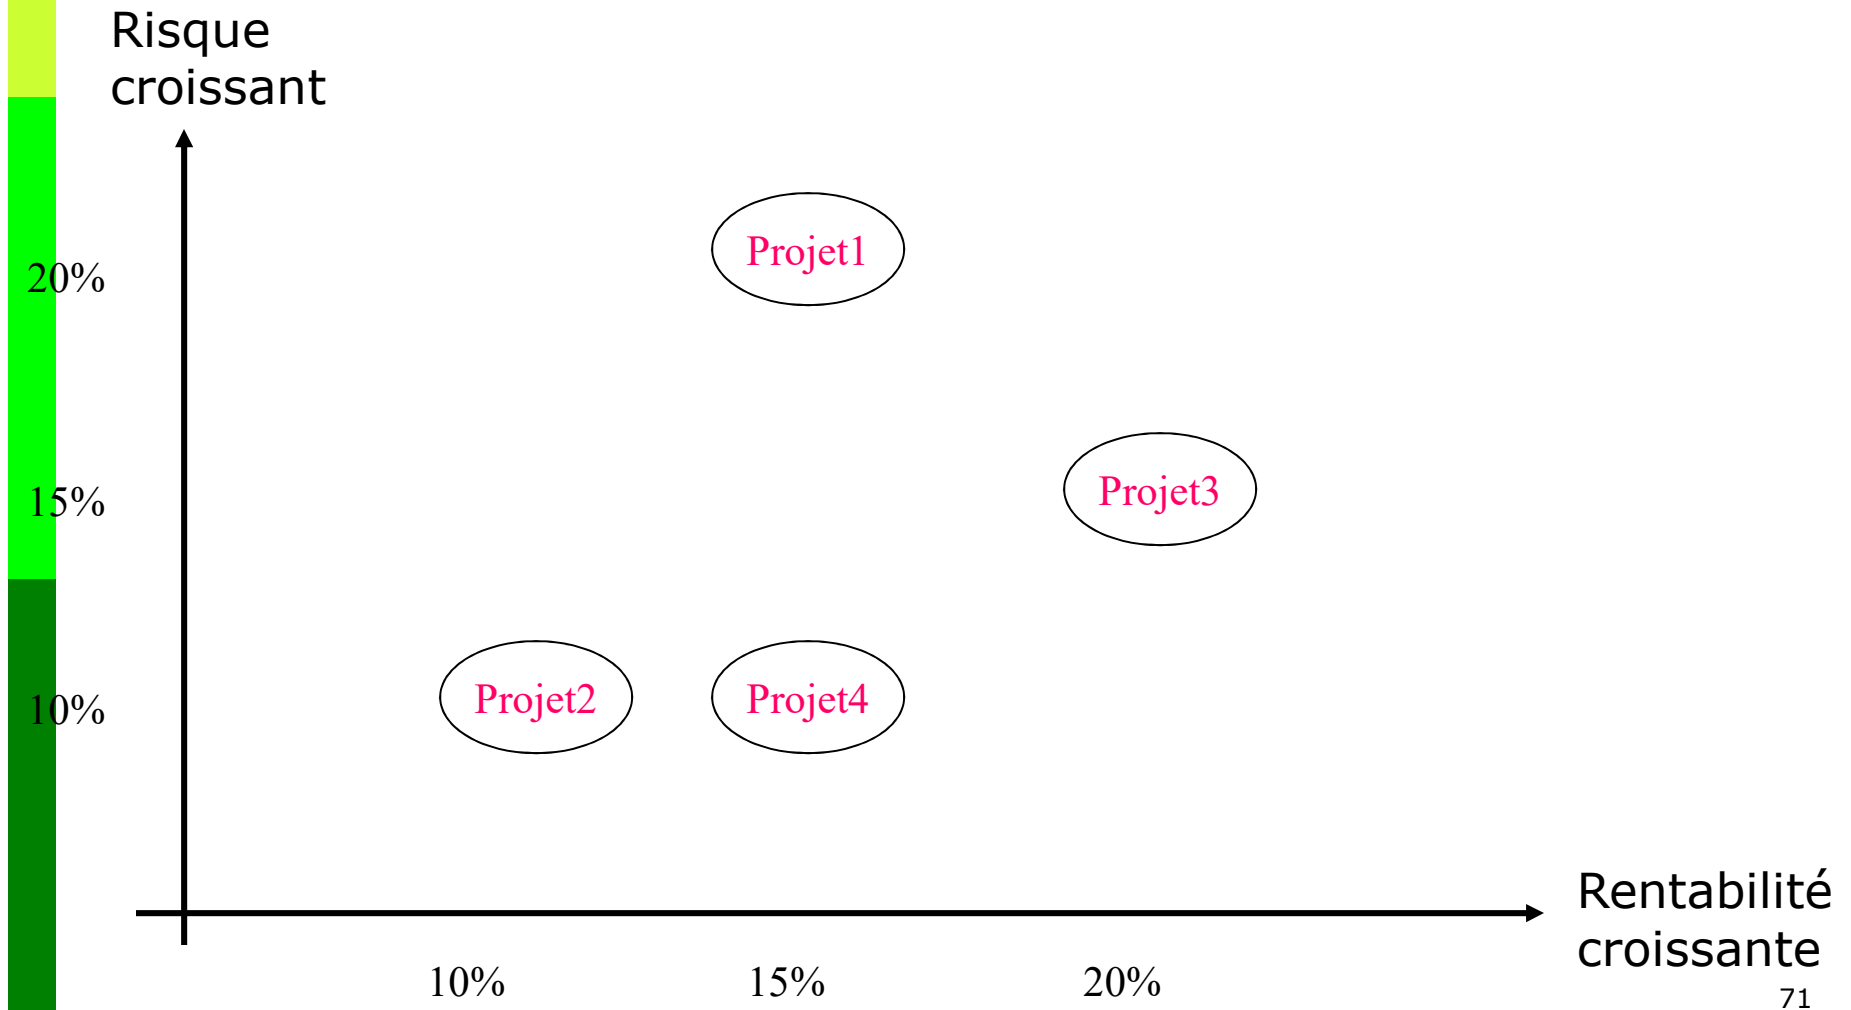 Risque
croissant
20%
Projet1
15%
Projet3
10%
Projet2
Projet4
Rentabilité
croissante
10%
15%
20%
71